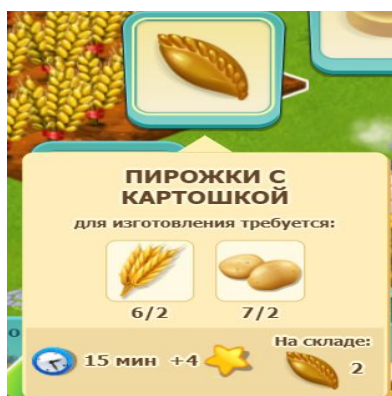 ПИРОЖКИ С
КАРТОШКОЙ
для изготовления требуется:
6/2 7/2
На складе:
15 мин +4 2